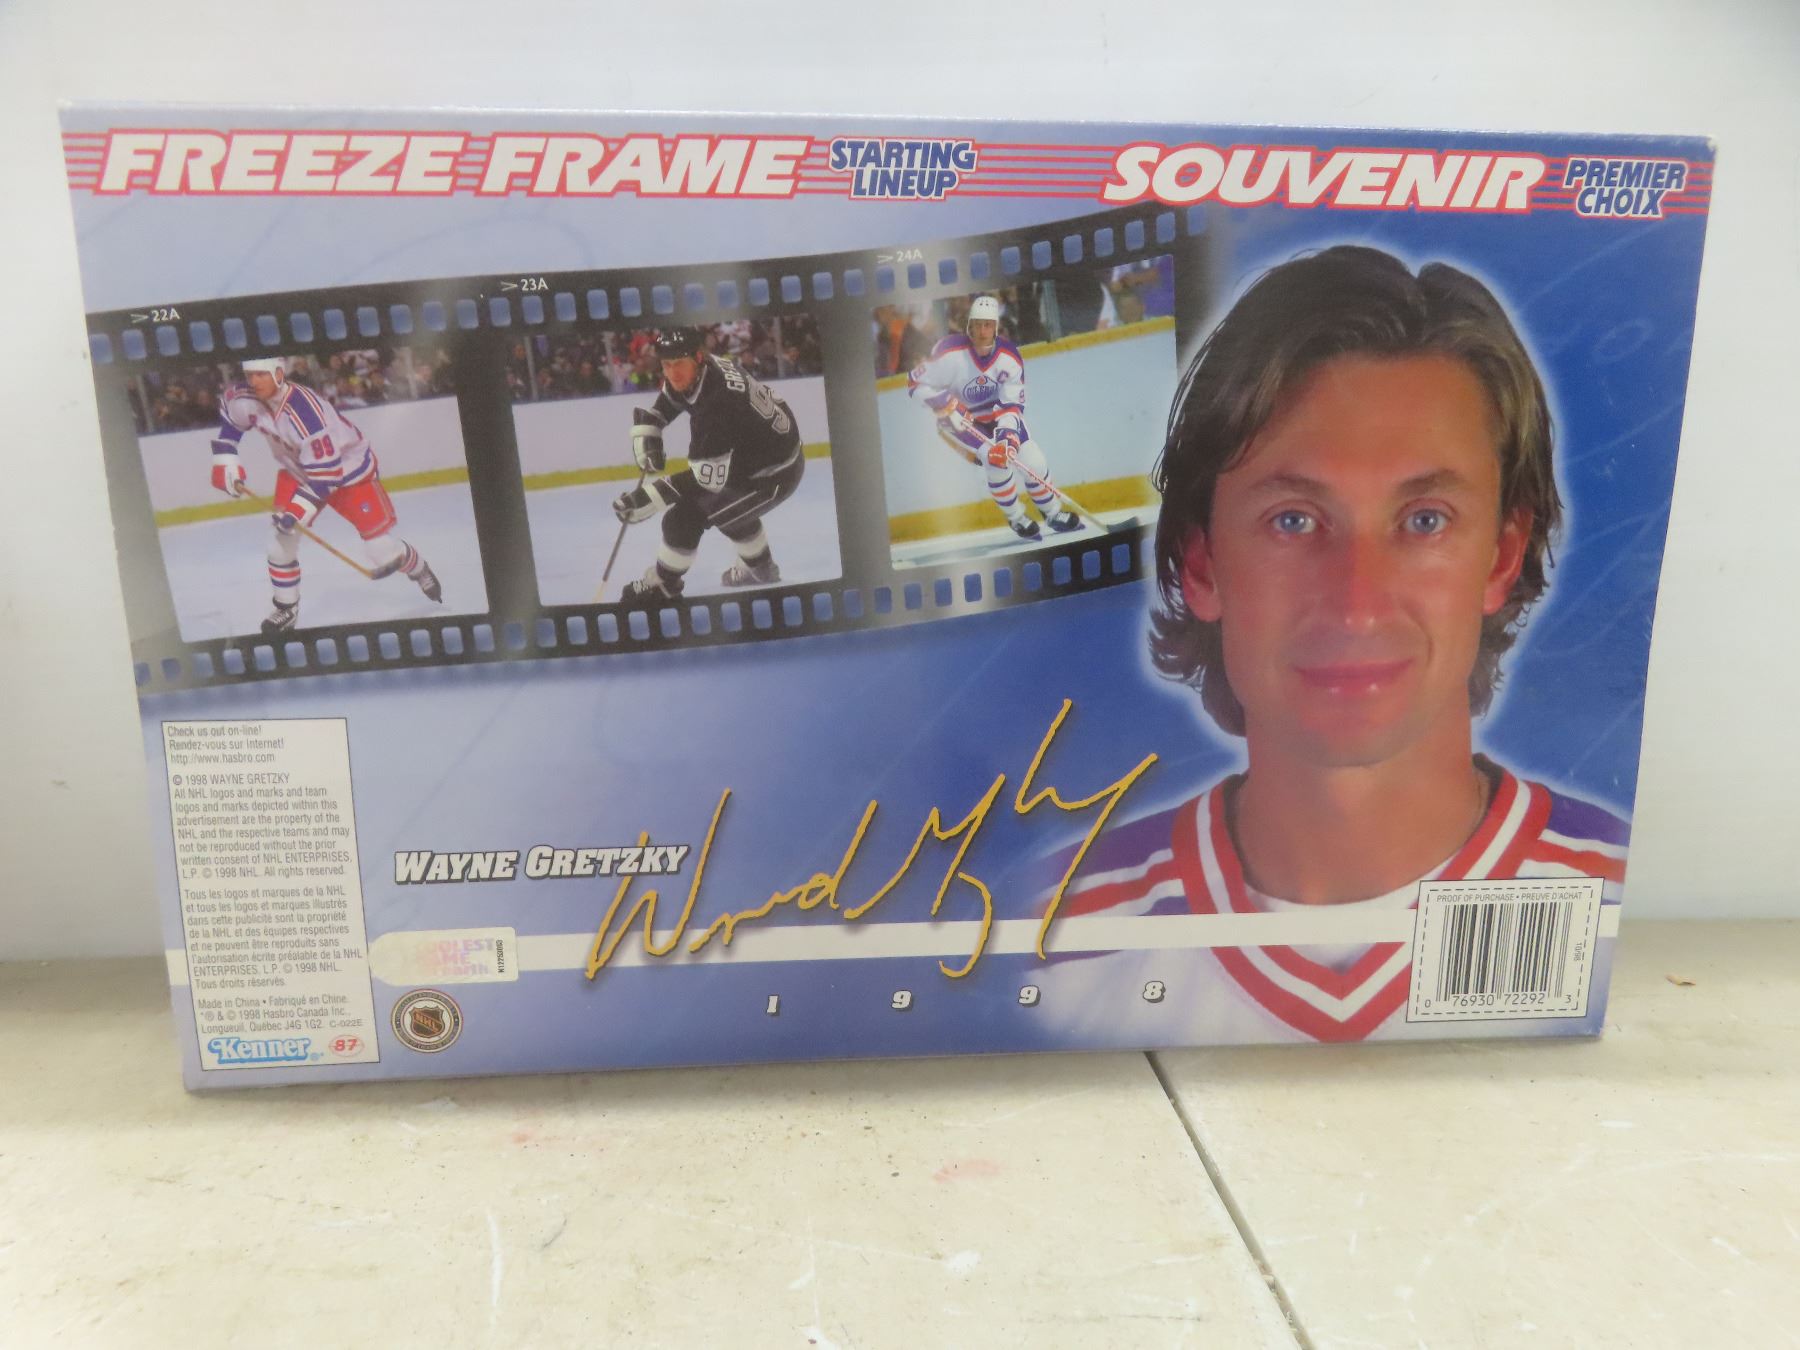 FREEZE FRAME
STARTING
LINEUP
SOUVENIR
PREMIER
CHOIX
>22A
>23A
>24A
99
GRETZ
99
C
WAYNE GRETZKY
1 9 9 8
Check us out on-line!
Rendez-vous sur Internet!
http://www.hasbro.com
© 1998 WAYNE GRETZKY
All NHL logos and marks and team
logos and marks depicted within this
advertisement are the property of the
NHL and the respective teams and may
not be reproduced without the prior
written consent of NHL ENTERPRISES,
L.P. © 1998 NHL. All rights reserved.
Tous les logos et marques de la NHL
et tous les logos et marques illustrés
dans cette publicité sont la propriété
de la NHL et des équipes respectives
et ne peuvent être reproduits sans
l'autorisation écrite préalable de la NHL
ENTERPRISES, L.P. © 1998 NHL.
Tous droits réservés.
Made in China • Fabriqué en Chine.
*® & © 1998 Hasbro Canada Inc.,
Longueuil, Québec J4G 1G2. C-022E
Kenner®*
87
NHL
PROOF OF PURCHASE • PREUVE D'ACHAT
10/98
0 76930 72292 3